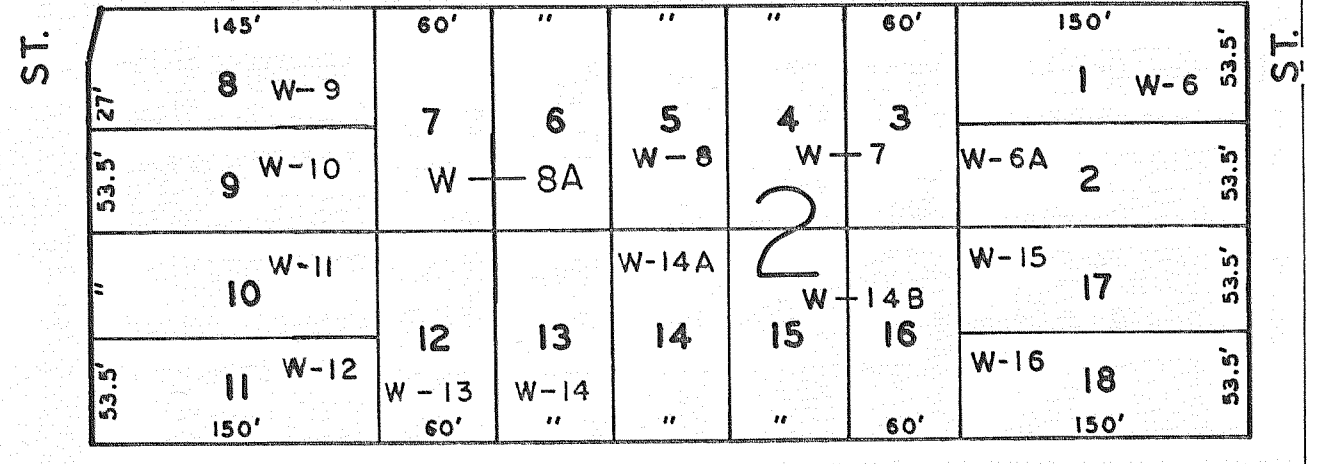 ST.
145' 60' " " " 60' 150'
ST.
8 W-9
27'
7 6 5 4 3
W-8A
W-8
W-7
1 W-6
53.5'
9 W-10
53.5'
W-6A 2
53.5'
2
10 W-11
"
W-14A
W-14B
W-15 17
53.5'
11 W-12
53.5'
12 13 14 15 16
W-13 W-14
W-16 18
53.5'
150' 60' " " " 60' 150'